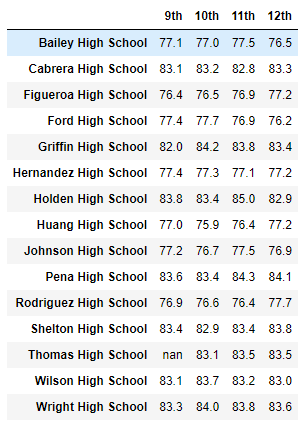 9th 10th 11th 12th
Bailey High School 77.1 77.0 77.5 76.5
Cabrera High School 83.1 83.2 82.8 83.3
Figueroa High School 76.4 76.5 76.9 77.2
Ford High School 77.4 77.7 76.9 76.2
Griffin High School 82.0 84.2 83.8 83.4
Hernandez High School 77.4 77.3 77.1 77.2
Holden High School 83.8 83.4 85.0 82.9
Huang High School 77.0 75.9 76.4 77.2
Johnson High School 77.2 76.7 77.5 76.9
Pena High School 83.6 83.4 84.3 84.1
Rodriguez High School 76.9 76.6 76.4 77.7
Shelton High School 83.4 82.9 83.4 83.8
Thomas High School nan 83.1 83.5 83.5
Wilson High School 83.1 83.7 83.2 83.0
Wright High School 83.3 84.0 83.8 83.6